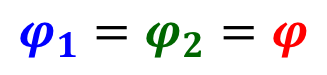 φ₁ = φ₂ = φ